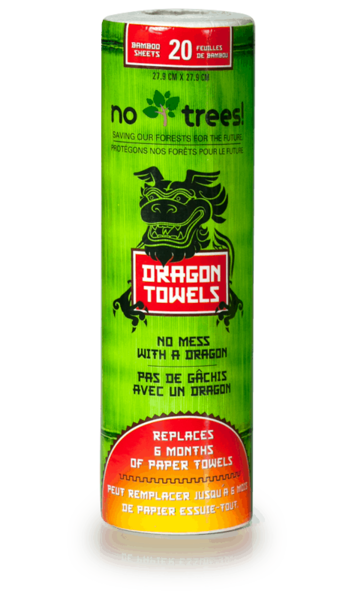 BAMBOO SHEETS 20 FEUILLES DE BAMBOU
27.9 CM X 27.9 CM
no trees!
SAVING OUR FORESTS FOR THE FUTURE
PROTÉGONS NOS FORÊTS POUR LE FUTURE
DRAGON
TOWELS
NO MESS
WITH A DRAGON
PAS DE GÂCHIS
AVEC UN DRAGON
REPLACES
6 MONTHS
OF PAPER TOWELS
PEUT REMPLACER JUSQU'À 6 MOIS
DE PAPIER ESSUIE-TOUT